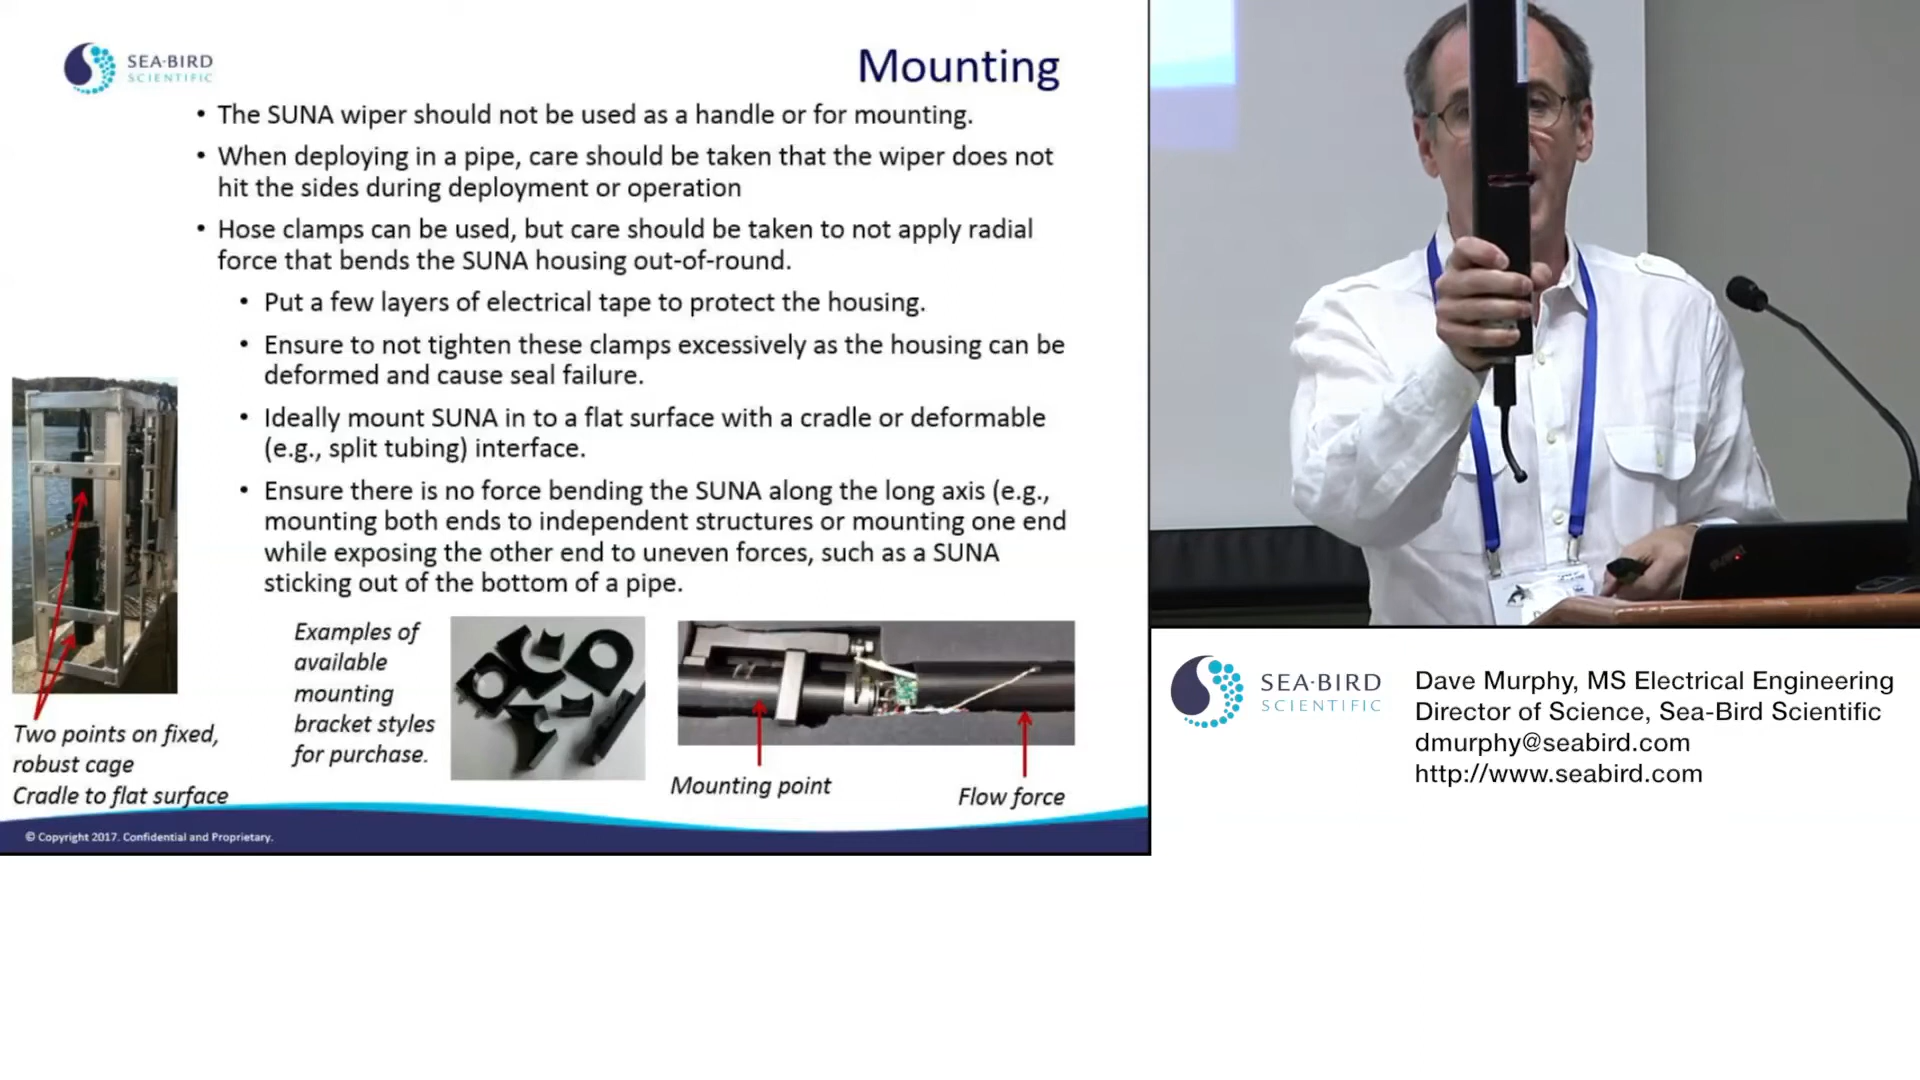 SEA·BIRD
SCIENTIFIC
Mounting
• The SUNA wiper should not be used as a handle or for mounting.
• When deploying in a pipe, care should be taken that the wiper does not
hit the sides during deployment or operation
• Hose clamps can be used, but care should be taken to not apply radial
force that bends the SUNA housing out-of-round.
• Put a few layers of electrical tape to protect the housing.
• Ensure to not tighten these clamps excessively as the housing can be
deformed and cause seal failure.
• Ideally mount SUNA in to a flat surface with a cradle or deformable
(e.g., split tubing) interface.
• Ensure there is no force bending the SUNA along the long axis (e.g.,
mounting both ends to independent structures or mounting one end
while exposing the other end to uneven forces, such as a SUNA
sticking out of the bottom of a pipe.
Two points on fixed,
robust cage
Cradle to flat surface
Examples of
available
mounting
bracket styles
for purchase.
Mounting point
Flow force
© Copyright 2017. Confidential and Proprietary.
SEA·BIRD
SCIENTIFIC
Dave Murphy, MS Electrical Engineering
Director of Science, Sea-Bird Scientific
dmurphy@seabird.com
http://www.seabird.com